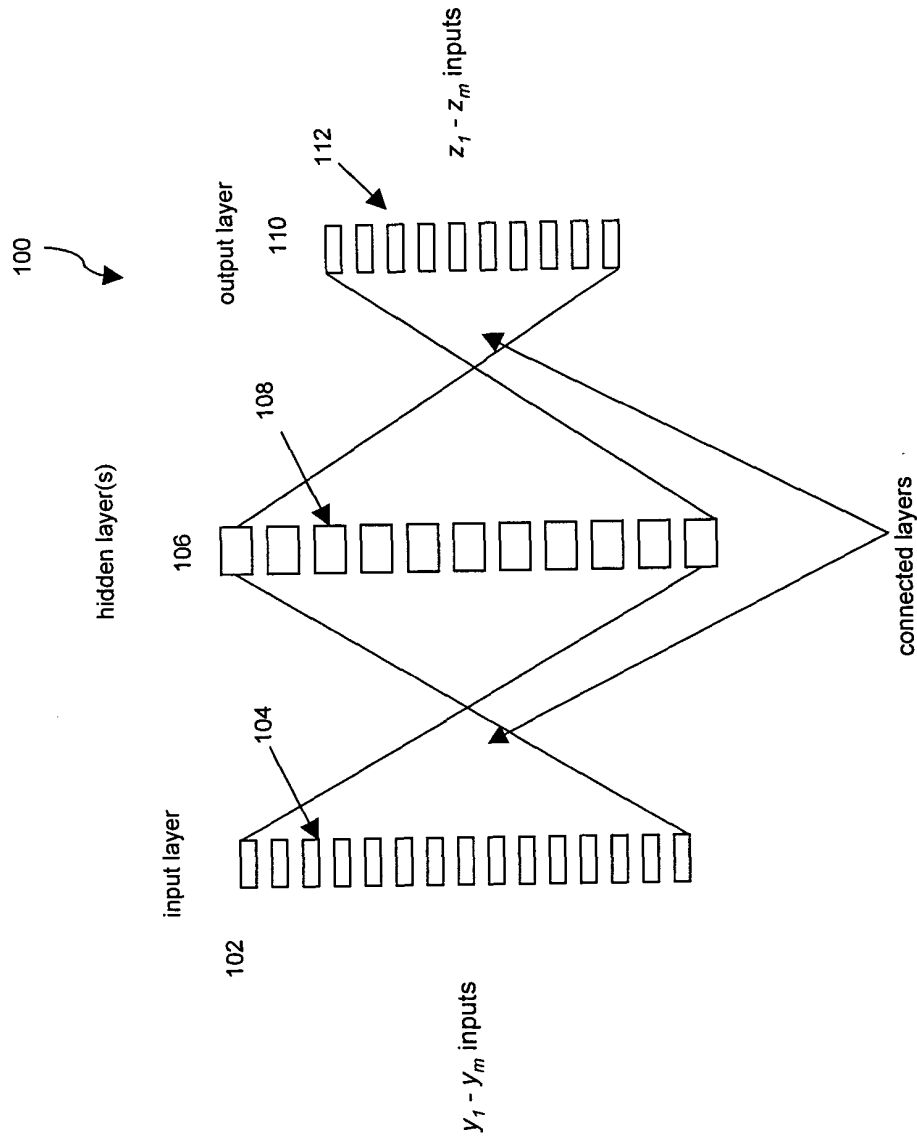 100
hidden layer(s)
106
108
output layer
110
112
z1 - zm inputs
input layer
102
104
y1 - ym inputs
connected layers